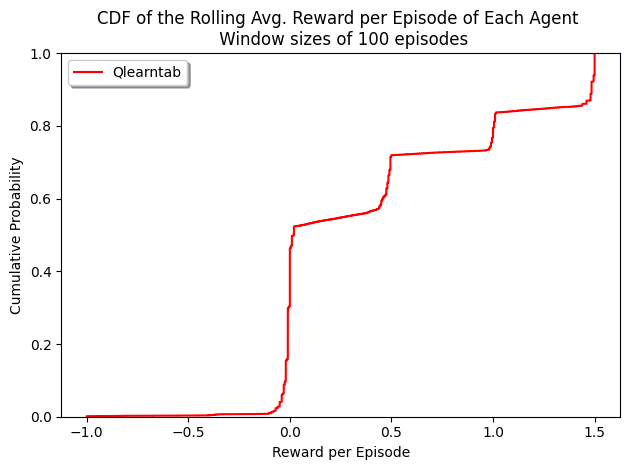 CDF of the Rolling Avg. Reward per Episode of Each Agent
Window sizes of 100 episodes
Qlearntab
Cumulative Probability
1.0
0.8
0.6
0.4
0.2
0.0
−1.0
−0.5
0.0
0.5
1.0
1.5
Reward per Episode